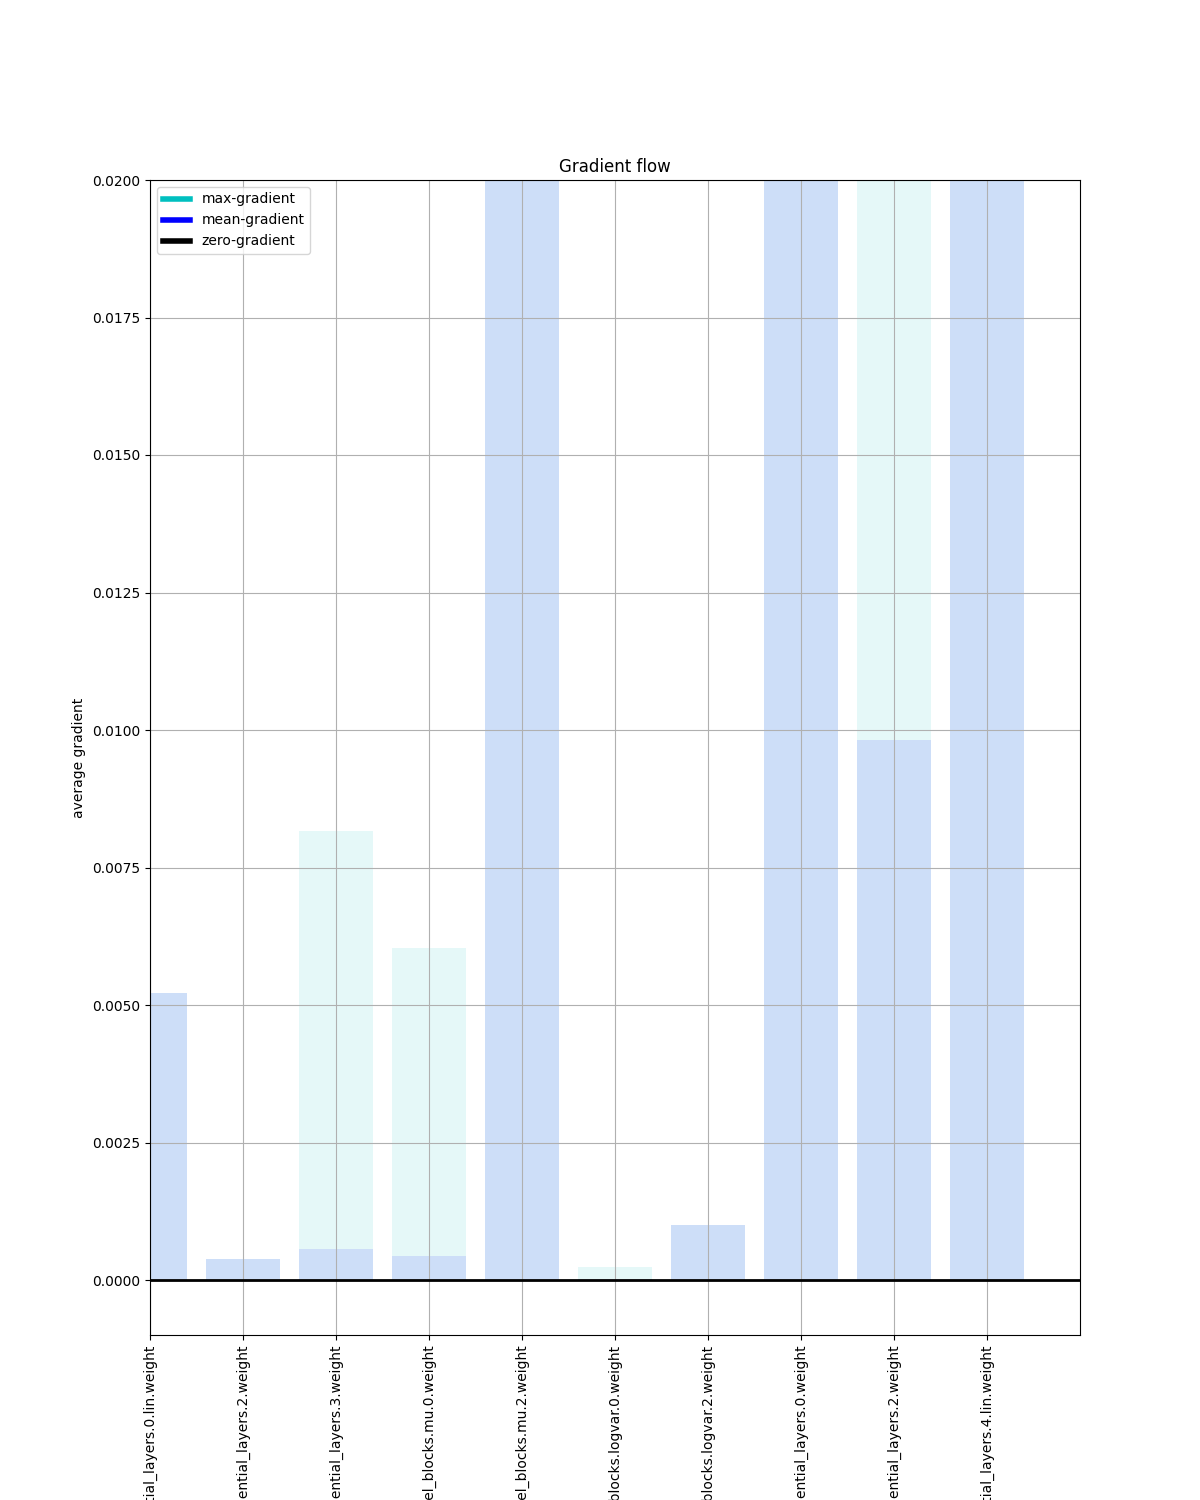 Gradient flow
max-gradient
mean-gradient
zero-gradient
0.0200
0.0175
0.0150
0.0125
0.0100
0.0075
0.0050
0.0025
0.0000
average gradient
tial_layers.0.lin.weight
ential_layers.2.weight
ential_layers.3.weight
el_blocks.mu.0.weight
el_blocks.mu.2.weight
blocks.logvar.0.weight
blocks.logvar.2.weight
ential_layers.0.weight
ential_layers.2.weight
tial_layers.4.lin.weight